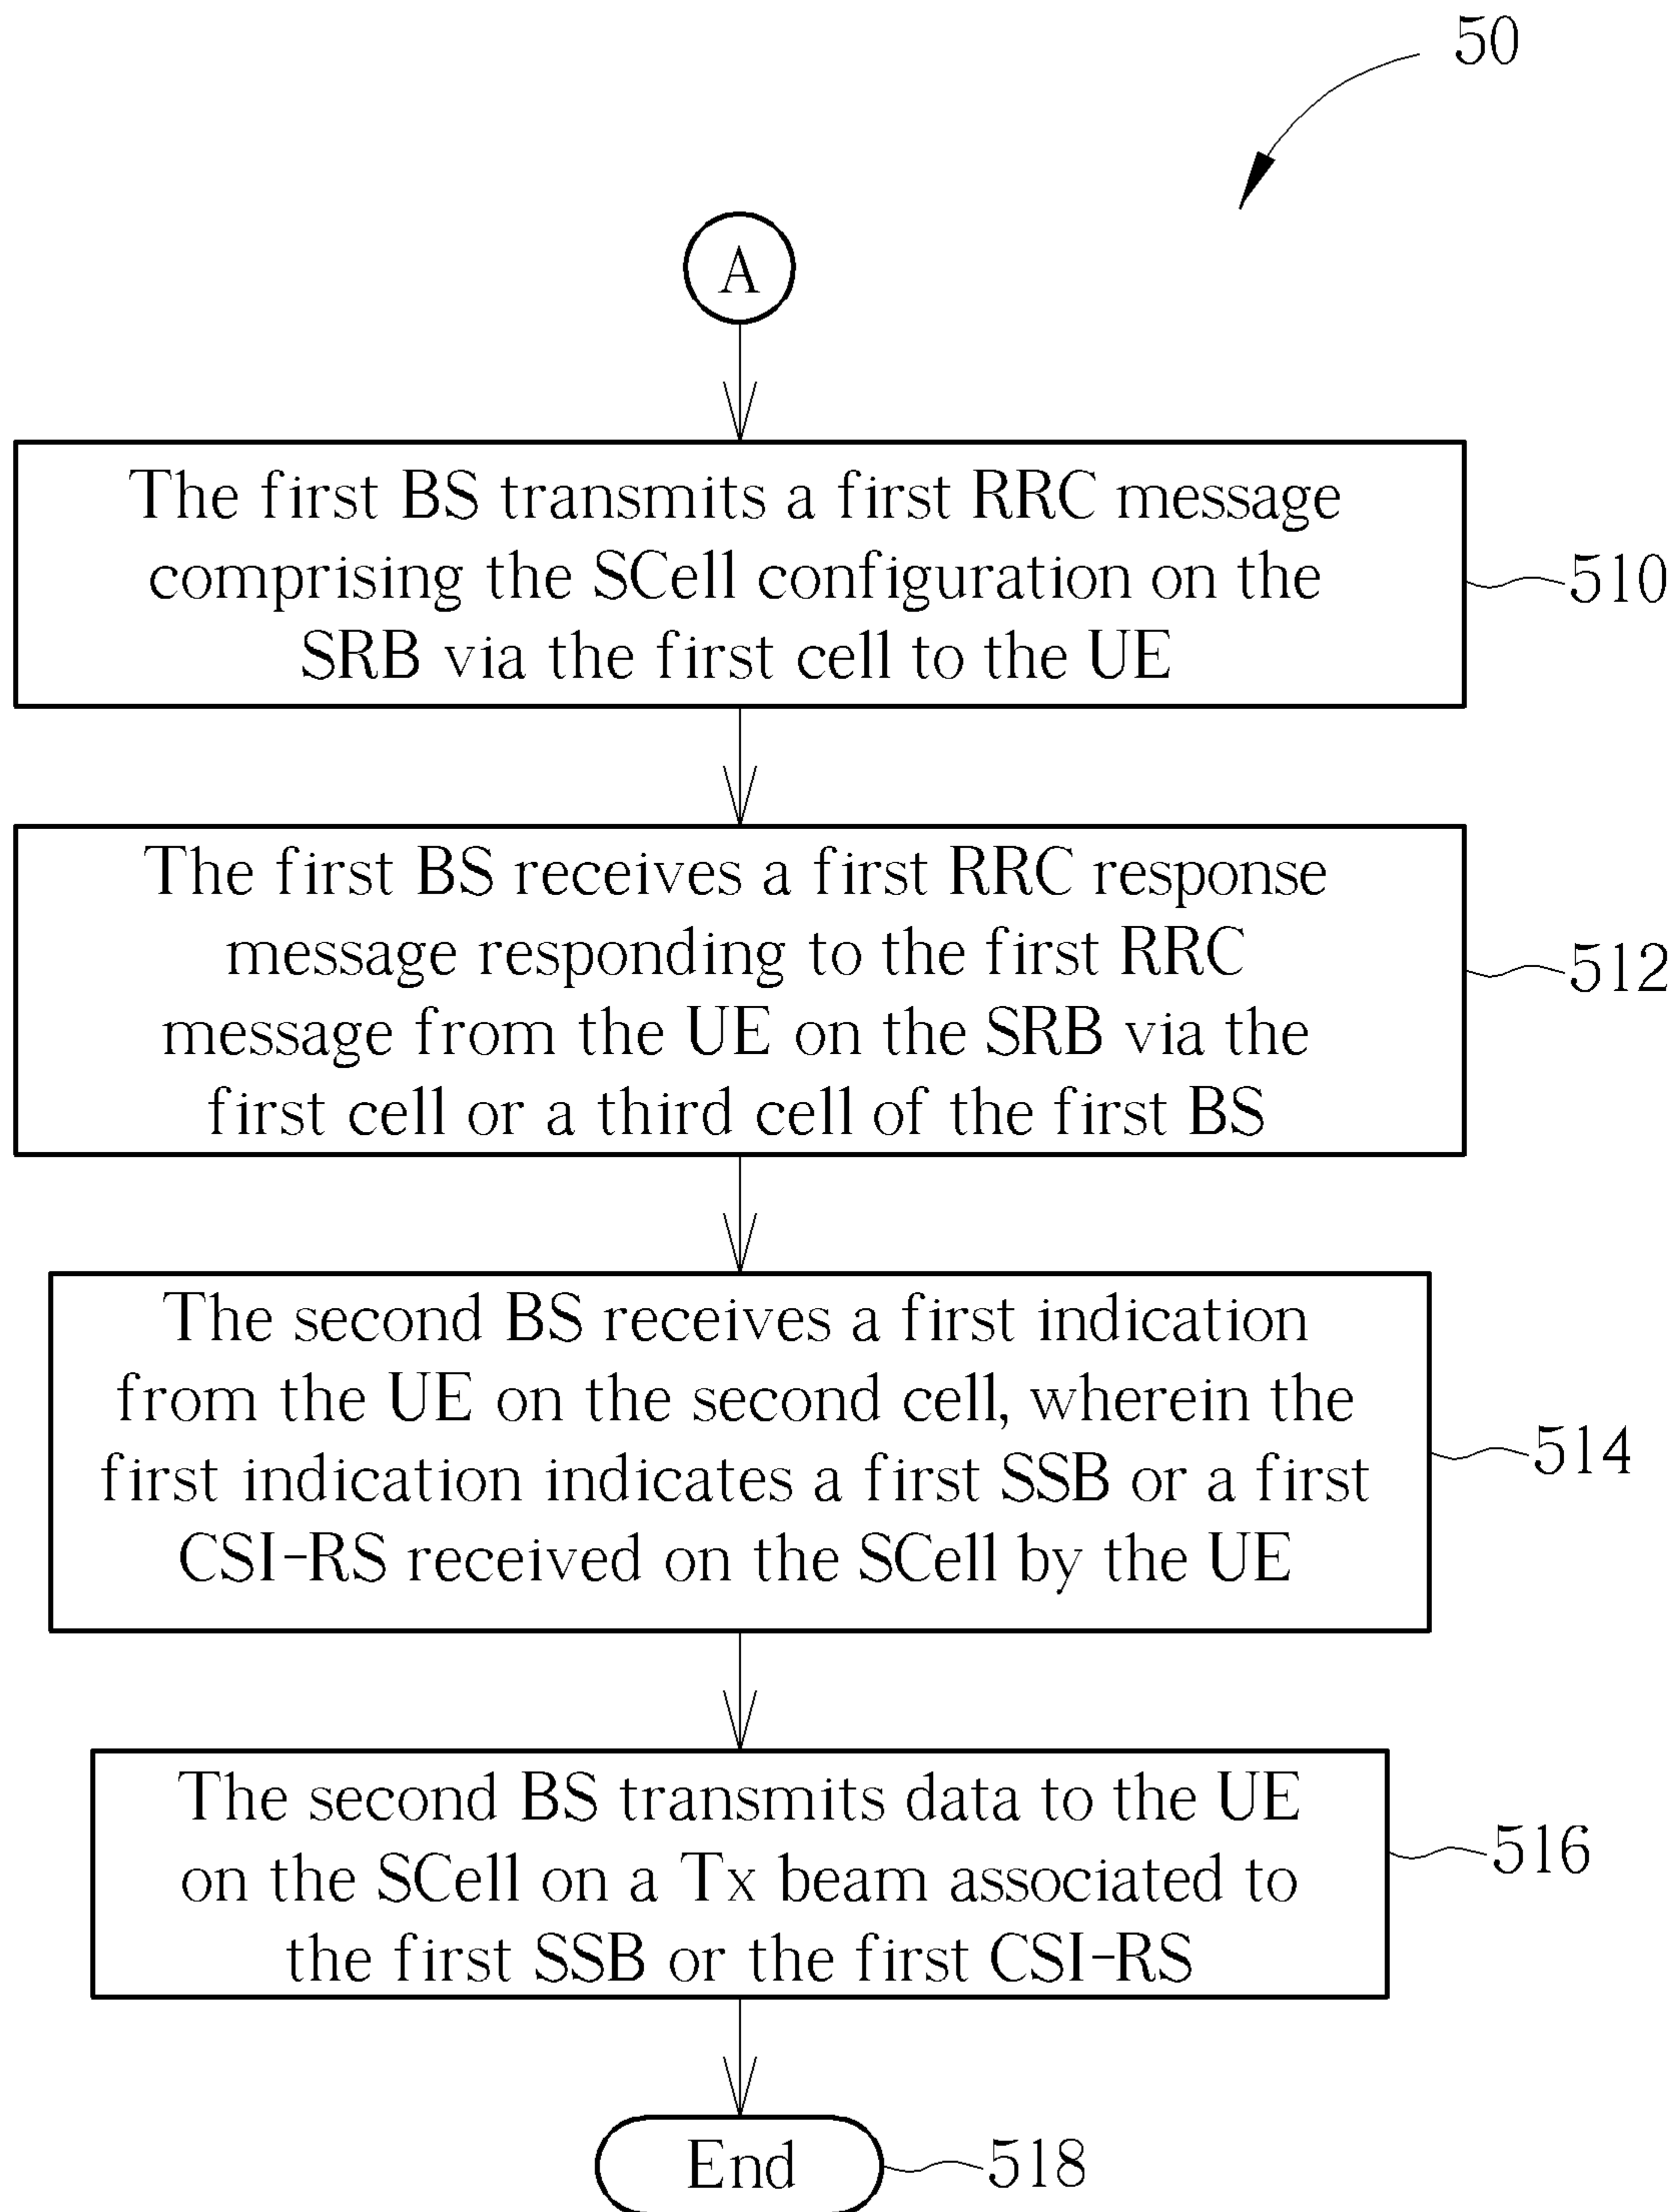 50
A
The first BS transmits a first RRC message
comprising the SCell configuration on the
SRB via the first cell to the UE
510
The first BS receives a first RRC response
message responding to the first RRC
message from the UE on the SRB via the
first cell or a third cell of the first BS
512
The second BS receives a first indication
from the UE on the second cell, wherein the
first indication indicates a first SSB or a first
CSI-RS received on the SCell by the UE
514
The second BS transmits data to the UE
on the SCell on a Tx beam associated to
the first SSB or the first CSI-RS
516
End
518